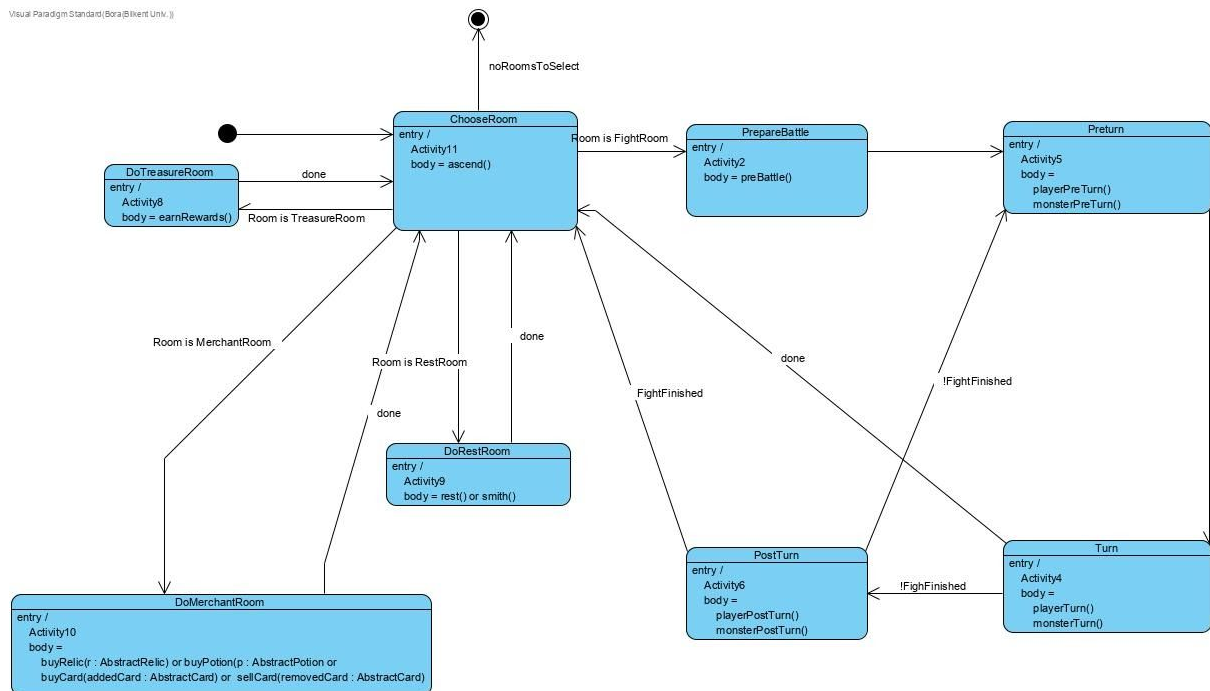 Visual Paradigm Standard(Bora(Bilkent Univ.))
noRoomsToSelect
ChooseRoom
entry /
Activity11
body = ascend()
Room is FightRoom
PrepareBattle
entry /
Activity2
body = preBattle()
Preturn
entry /
Activity5
body =
playerPreTurn()
monsterPreTurn()
DoTreasureRoom
entry /
Activity8
body = earnRewards()
done
Room is TreasureRoom
Room is MerchantRoom
Room is RestRoom
done
done
done
FightFinished
!FightFinished
DoRestRoom
entry /
Activity9
body = rest() or smith()
PostTurn
entry /
Activity6
body =
playerPostTurn()
monsterPostTurn()
!FighFinished
Turn
entry /
Activity4
body =
playerTurn()
monsterTurn()
DoMerchantRoom
entry /
Activity10
body =
buyRelic(r : AbstractRelic) or buyPotion(p : AbstractPotion or
buyCard(addedCard : AbstractCard) or sellCard(removedCard : AbstractCard)